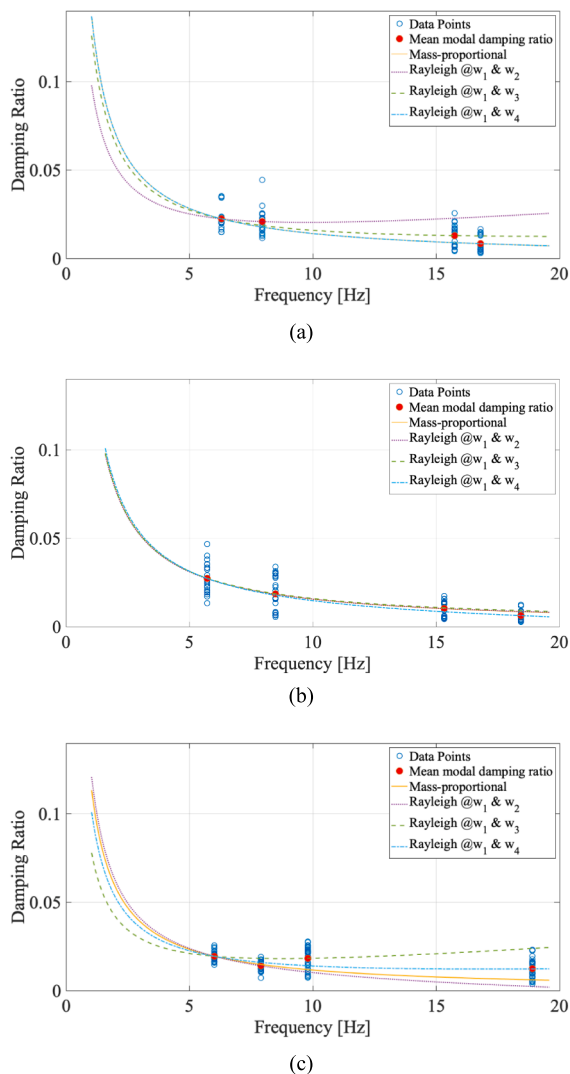 0.1
0.05
0
Damping Ratio
Data Points
Mean modal damping ratio
Mass-proportional
Rayleigh @w1 & w2
Rayleigh @w1 & w3
Rayleigh @w1 & w4
0 5 10 15 20
Frequency [Hz]
(a)
0.1
0.05
0
Damping Ratio
Data Points
Mean modal damping ratio
Mass-proportional
Rayleigh @w1 & w2
Rayleigh @w1 & w3
Rayleigh @w1 & w4
0 5 10 15 20
Frequency [Hz]
(b)
0.1
0.05
0
Damping Ratio
Data Points
Mean modal damping ratio
Mass-proportional
Rayleigh @w1 & w2
Rayleigh @w1 & w3
Rayleigh @w1 & w4
0 5 10 15 20
Frequency [Hz]
(c)